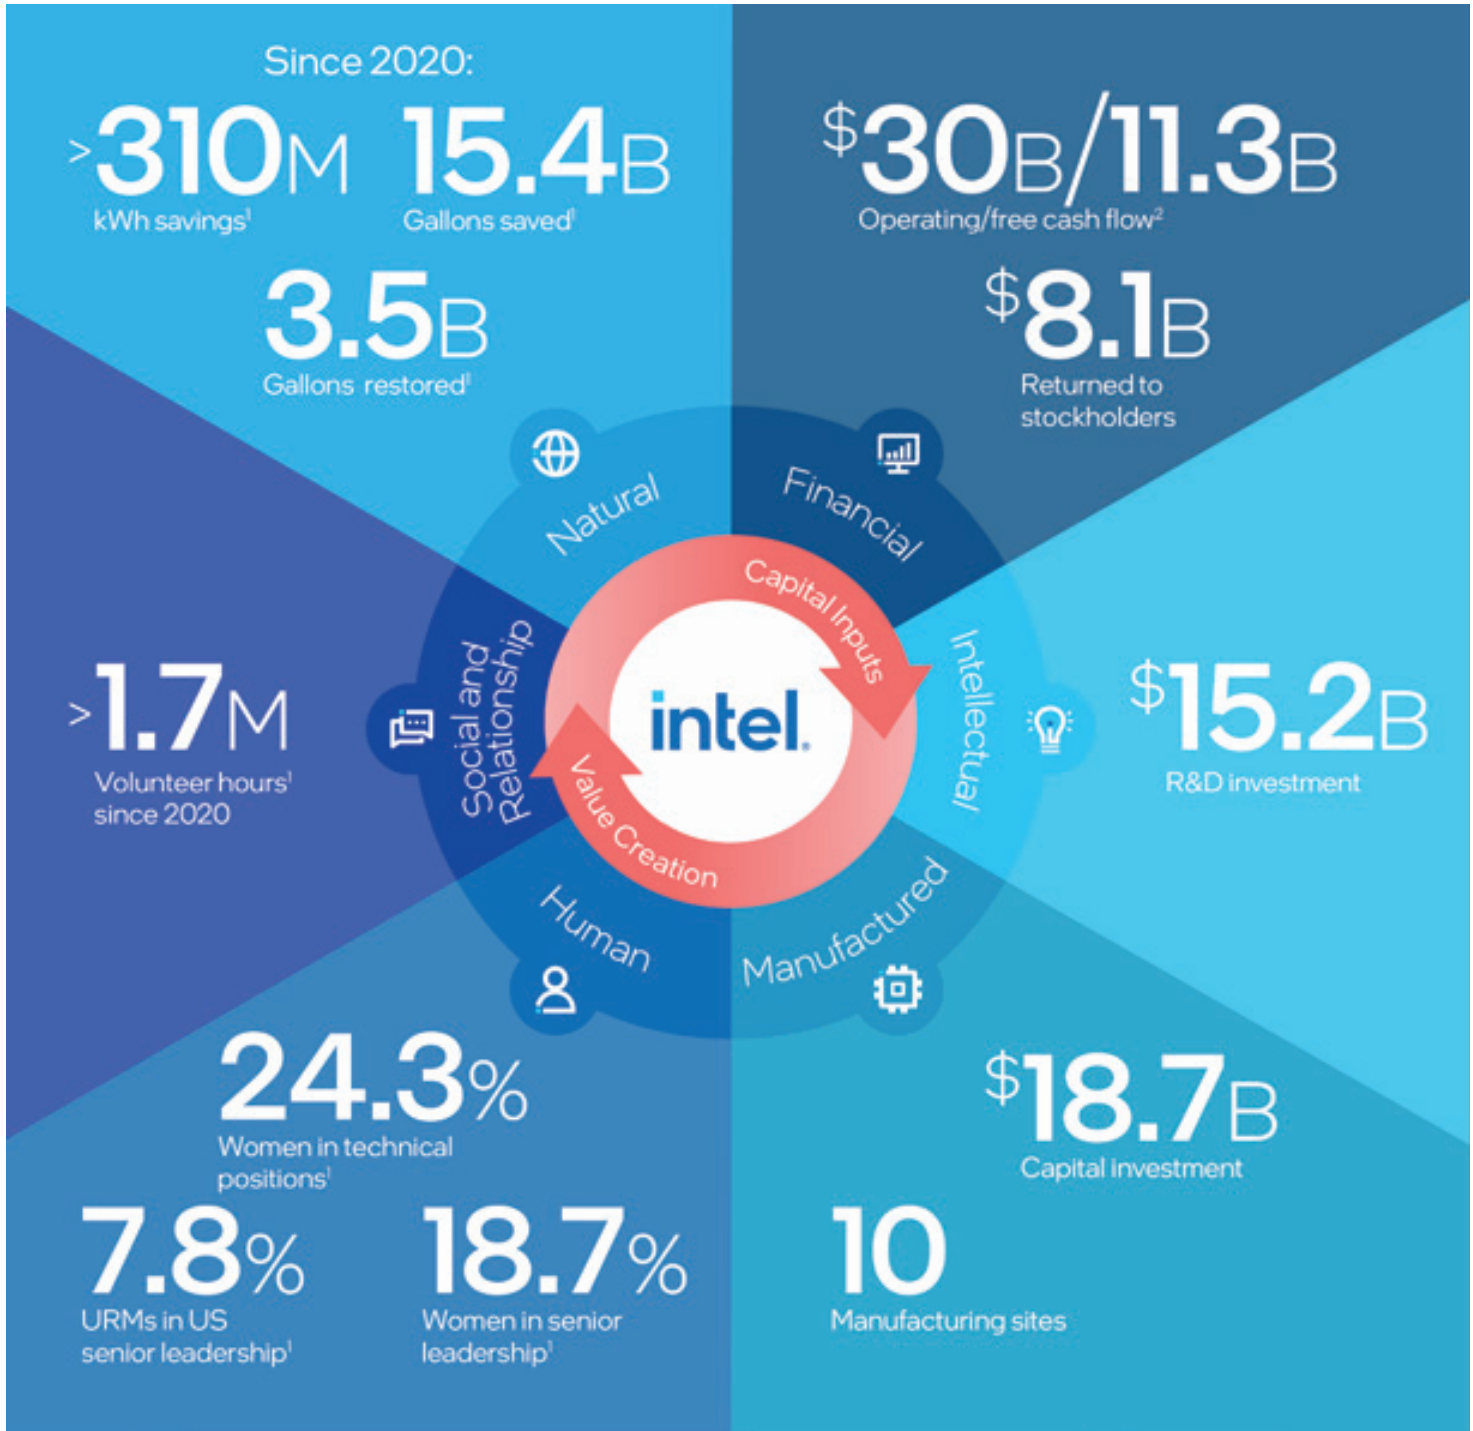 Since 2020:
>310M
kWh savings¹
15.4B
Gallons saved¹
3.5B
Gallons restored¹
$30B/11.3B
Operating/free cash flow²
$8.1B
Returned to
stockholders
Natural
Financial
Capital Inputs
>1.7M
Volunteer hours¹
since 2020
Social and
Relationship
intel.
Intellectual
$15.2B
R&D investment
Value Creation
Human
Manufactured
24.3%
Women in technical
positions¹
7.8%
URMs in US
senior leadership¹
18.7%
Women in senior
leadership¹
$18.7B
Capital investment
10
Manufacturing sites